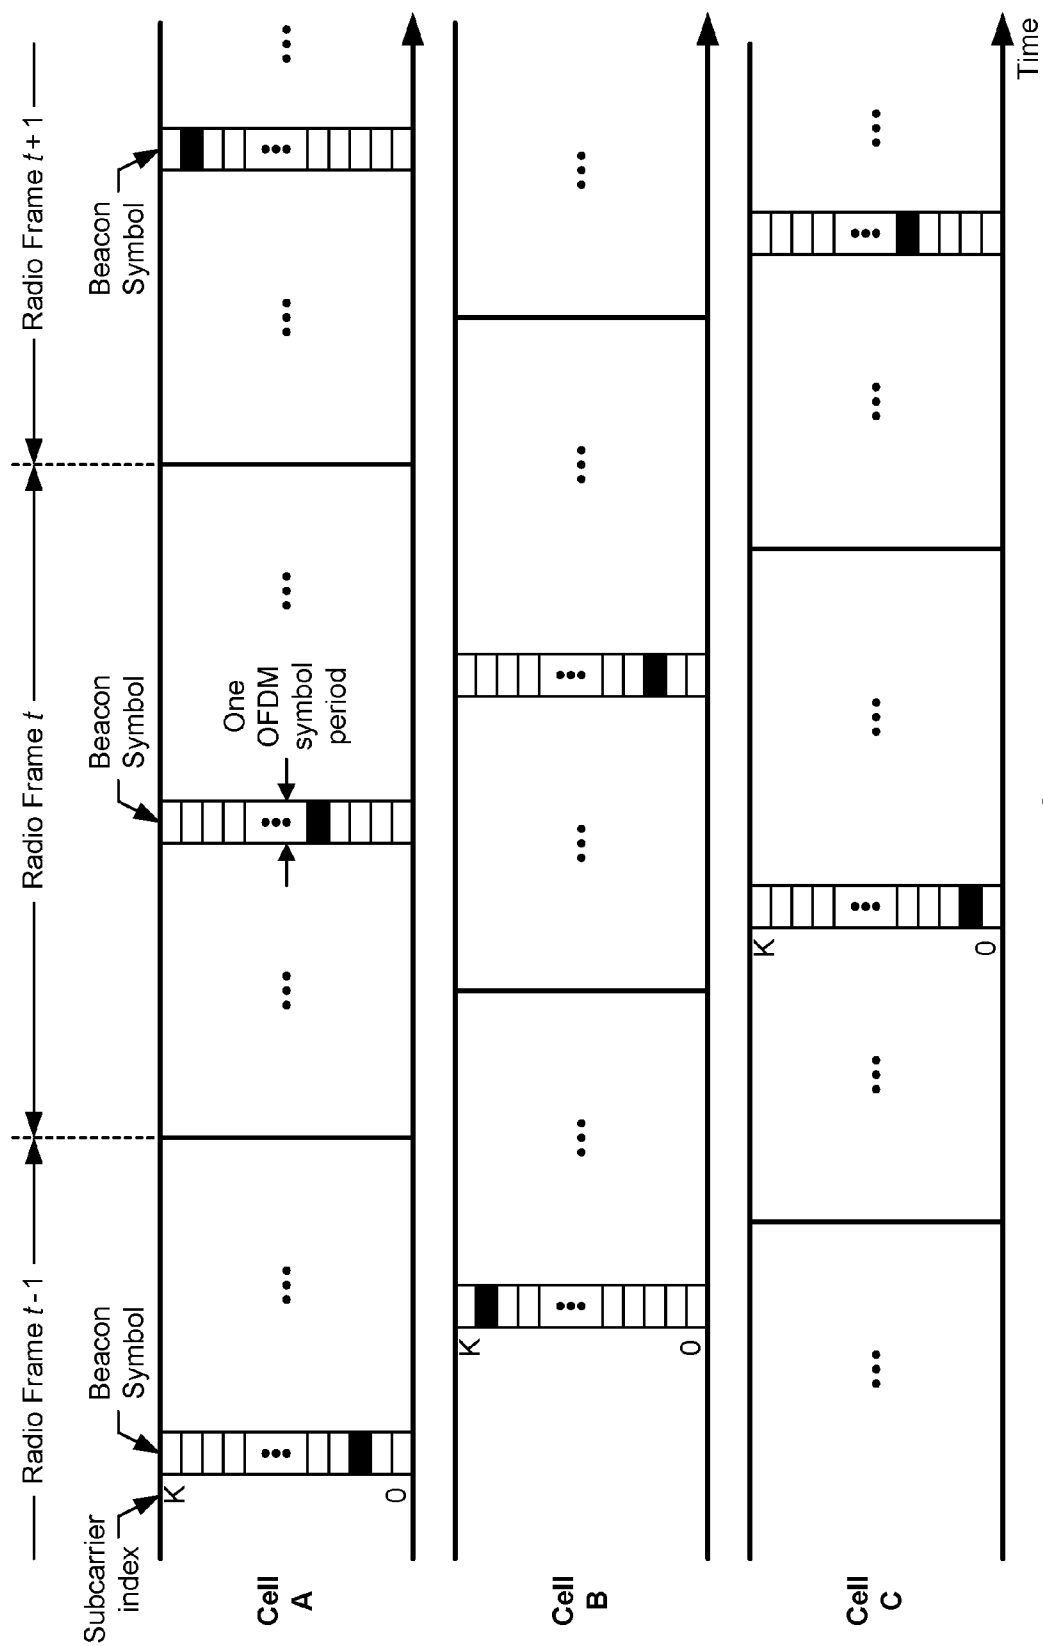 Radio Frame t-1
Radio Frame t
Radio Frame t+1
Subcarrier
index
Beacon
Symbol
Beacon
Symbol
Beacon
Symbol
K
0
One
OFDM
symbol
period
Cell
A
K
0
Cell
B
K
0
Cell
C
Time